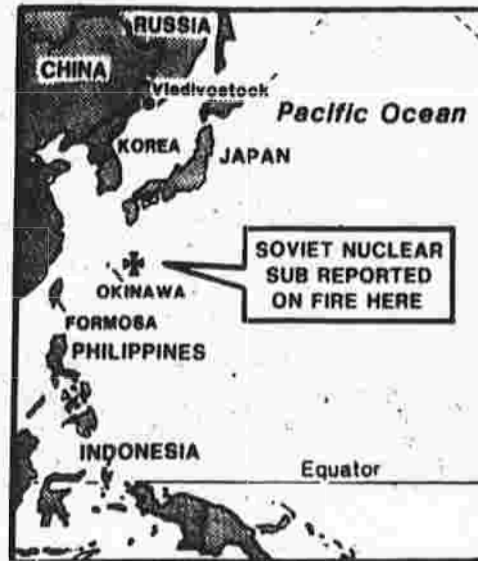 RUSSIA
CHINA
Vladivostock
Pacific Ocean
KOREA
JAPAN
SOVIET NUCLEAR
SUB REPORTED
ON FIRE HERE
OKINAWA
FORMOSA
PHILIPPINES
INDONESIA
Equator